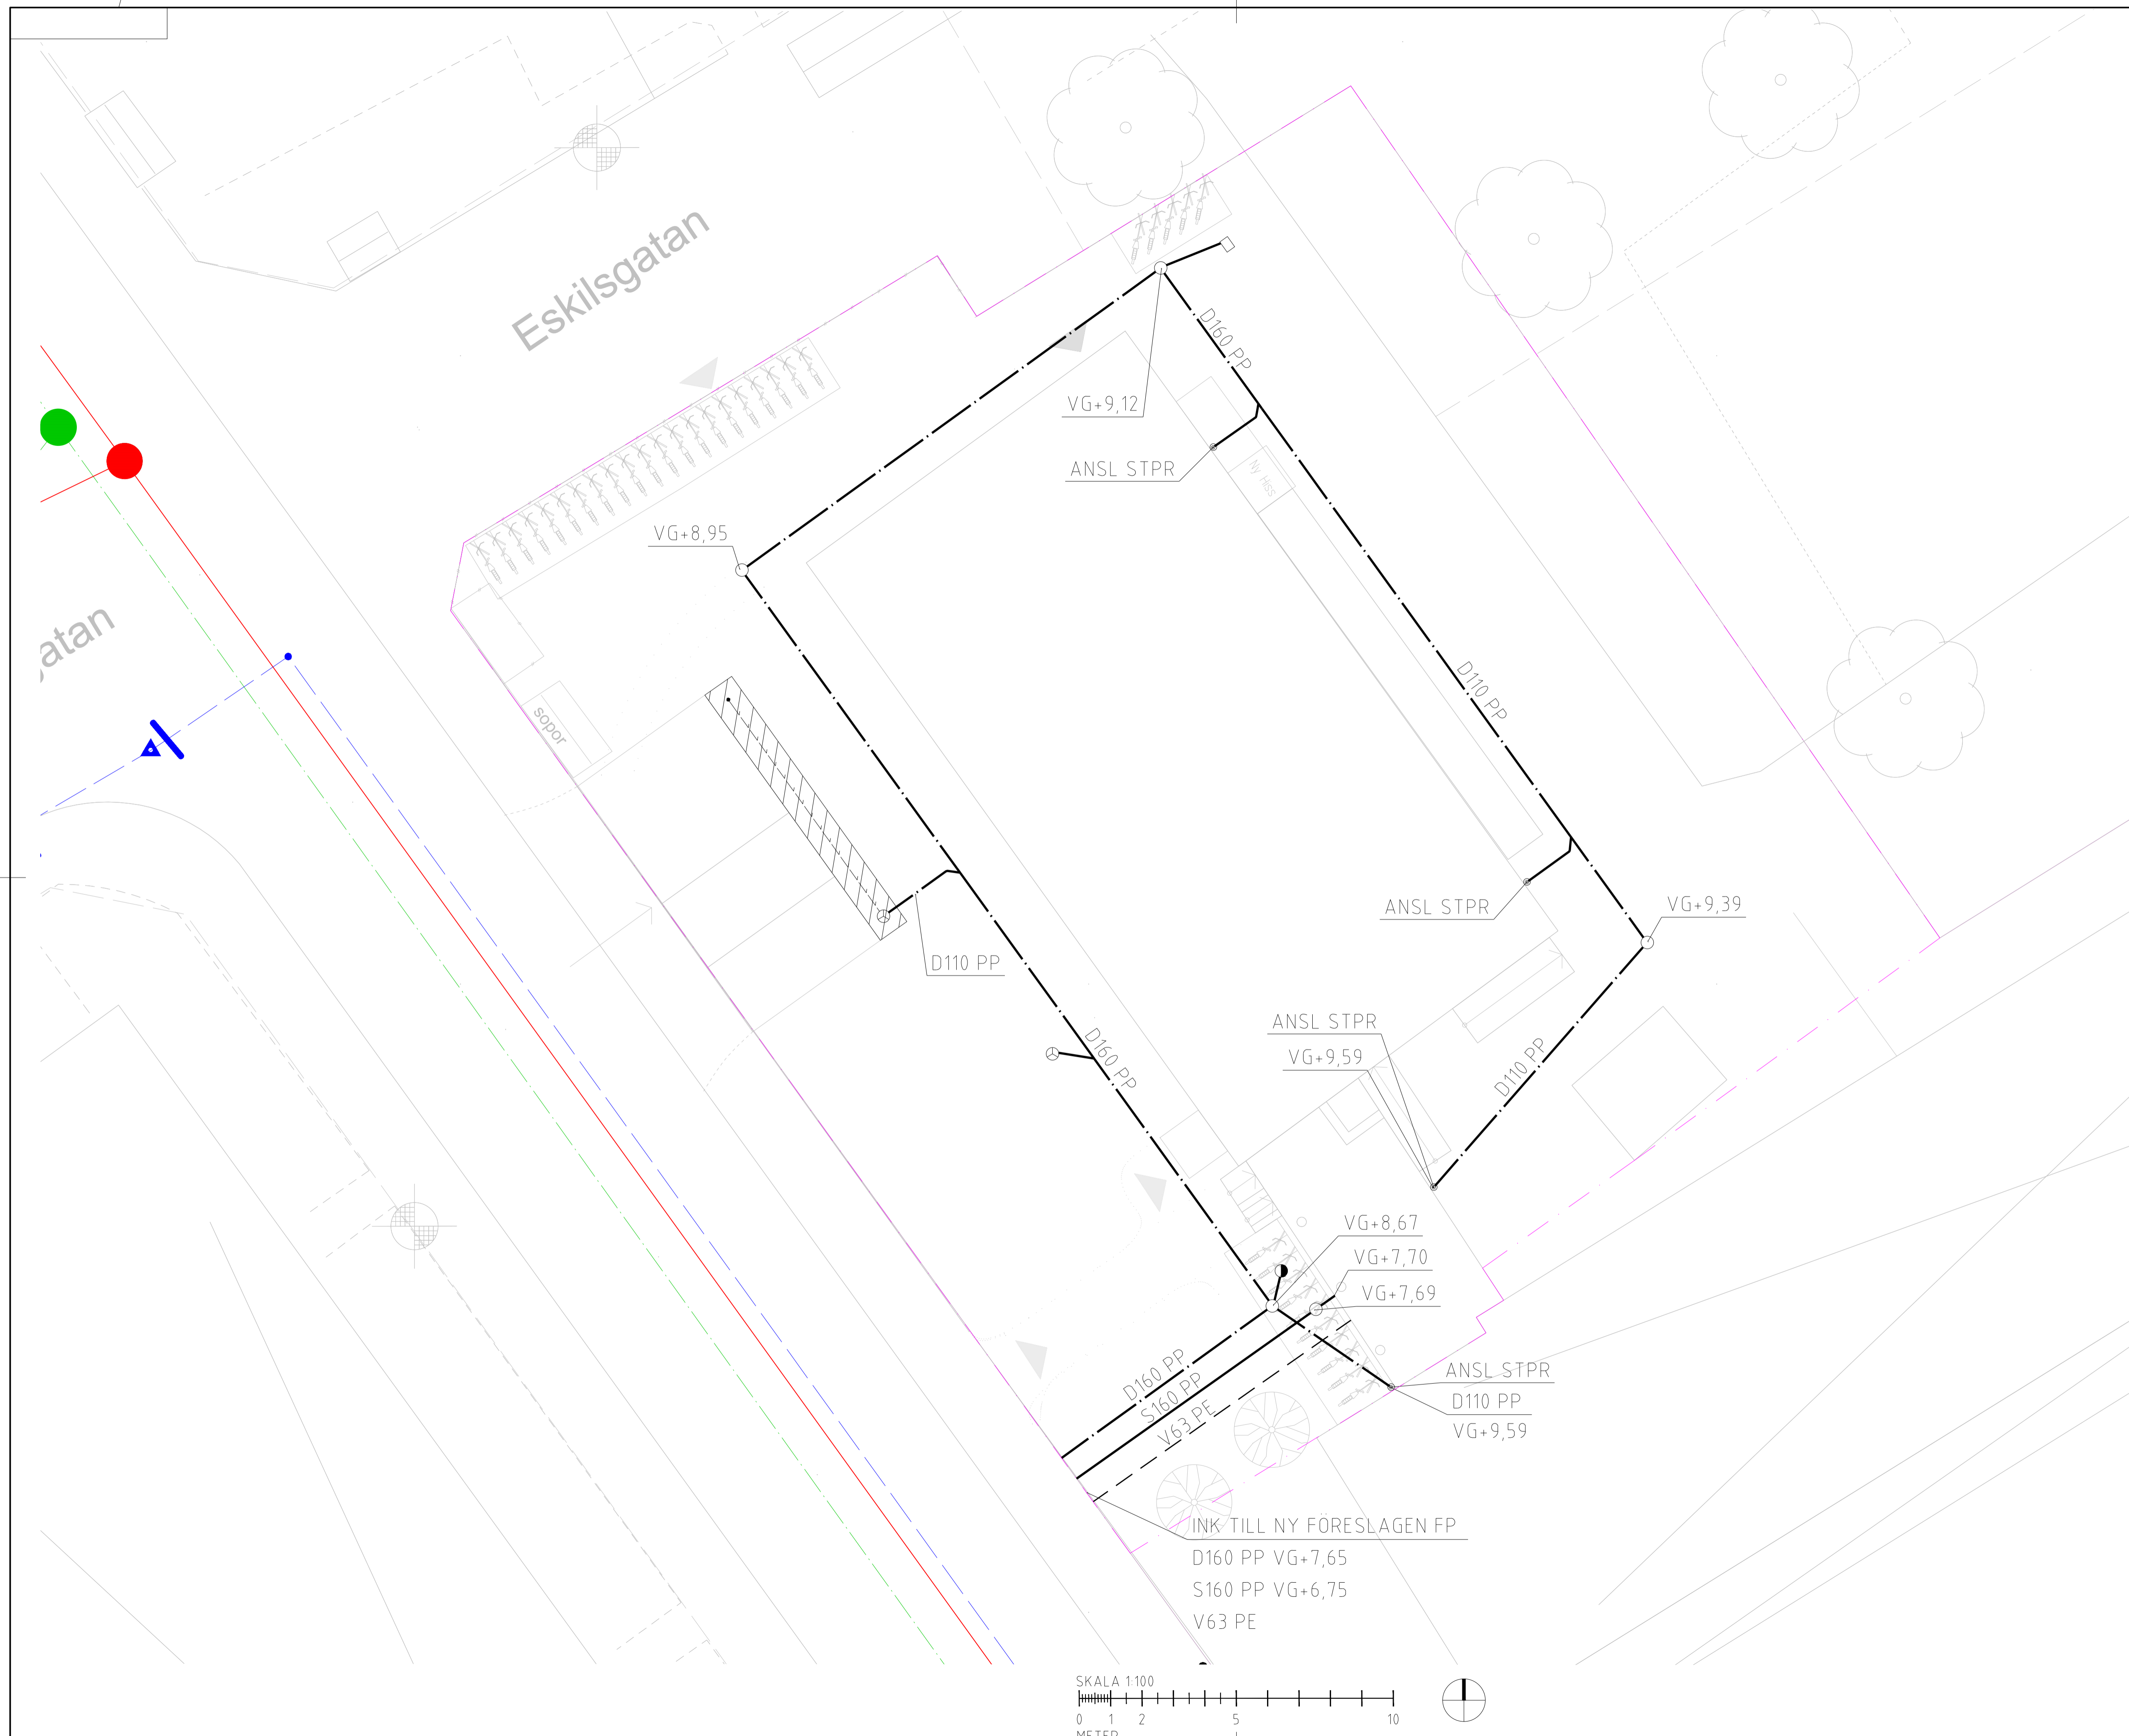 Eskilsgatan
D160 PP
VG+9,12
ANSL STPR
Ny Hiss
VG+8,95
atan
D110 PP
sopor
ANSL STPR
VG+9,39
D110 PP
ANSL STPR
VG+9,59
D160 PP
D110 PP
VG+8,67
VG+7,70
VG+7,69
D160 PP
S160 PP
V63 PE
ANSL STPR
D110 PP
VG+9,59
INK TILL NY FÖRESLAGEN FP
D160 PP VG+7,65
S160 PP VG+6,75
V63 PE
SKALA 1:100
0 1 2 5 10
METER